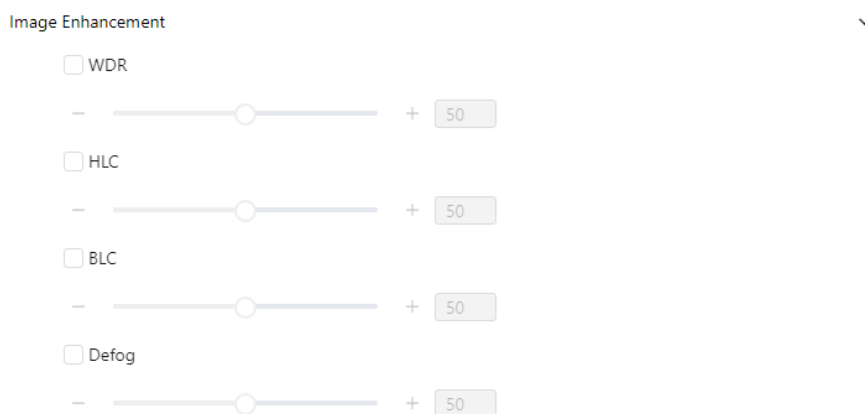 Image Enhancement
WDR
− + 50
HLC
− + 50
BLC
− + 50
Defog
− + 50